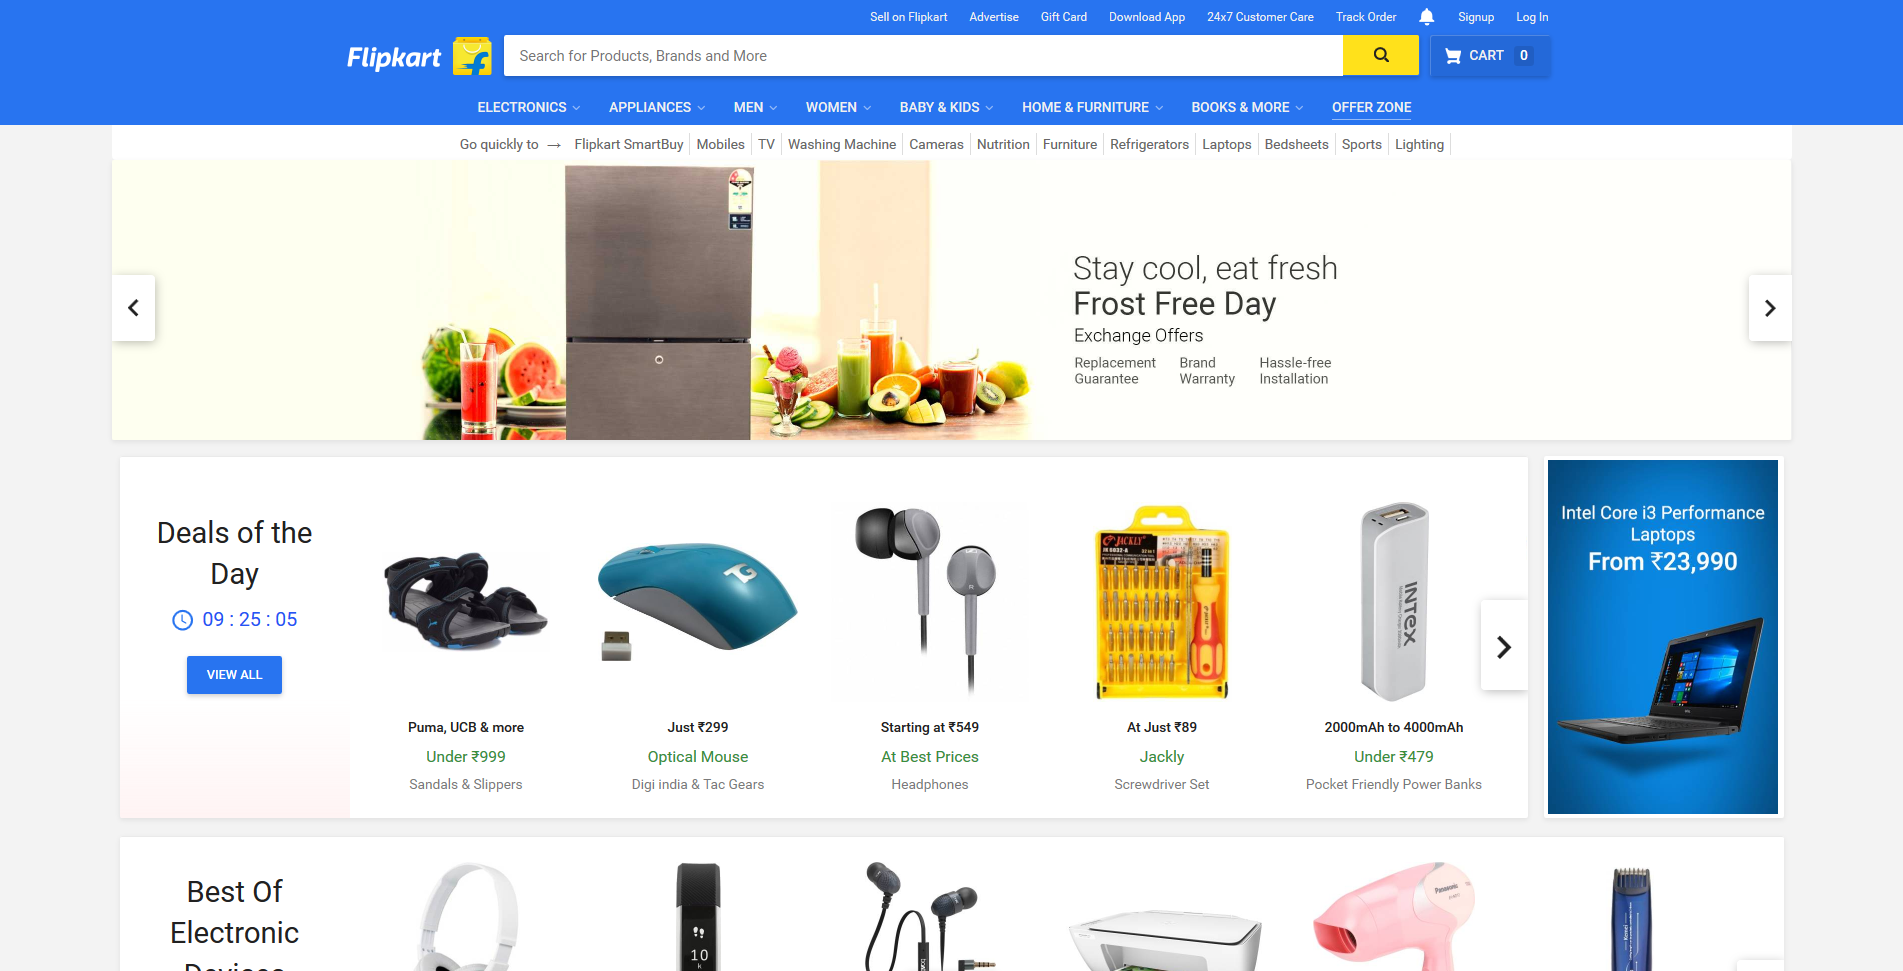 Sell on Flipkart Advertise Gift Card Download App 24x7 Customer Care Track Order Signup Log In
Flipkart
Search for Products, Brands and More
CART 0
ELECTRONICS APPLIANCES MEN WOMEN BABY & KIDS HOME & FURNITURE BOOKS & MORE OFFER ZONE
Go quickly to → Flipkart SmartBuy Mobiles TV Washing Machine Cameras Nutrition Furniture Refrigerators Laptops Bedsheets Sports Lighting
Stay cool, eat fresh
Frost Free Day
Exchange Offers
Replacement Guarantee
Brand Warranty
Hassle-free Installation
Deals of the
Day
09 : 25 : 05
VIEW ALL
Puma, UCB & more
Under ₹999
Sandals & Slippers
TG
Just ₹299
Optical Mouse
Digi india & Tac Gears
Starting at ₹549
At Best Prices
Headphones
JACKLY
At Just ₹89
Jackly
Screwdriver Set
INTEX
2000mAh to 4000mAh
Under ₹479
Pocket Friendly Power Banks
Intel Core i3 Performance
Laptops
From ₹23,990
Best Of
Electronic
Devices
10
k
Panasonic